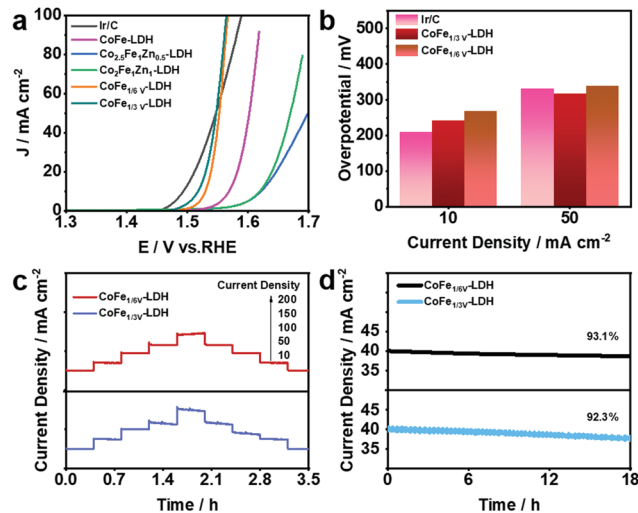 a
J / mA cm-2
100
80
60
40
20
0
Ir/C
CoFe-LDH
Co2.5Fe1Zn0.5-LDH
Co2Fe1Zn1-LDH
CoFe1/6 V-LDH
CoFe1/3 V-LDH
1.3 1.4 1.5 1.6 1.7
E / V vs.RHE
b
Overpotential / mV
500
400
300
200
100
0
Ir/C
CoFe1/3 V-LDH
CoFe1/6 V-LDH
10 50
Current Density / mA cm-2
c
Current Density / mA cm-2
CoFe1/6V-LDH
CoFe1/3V-LDH
Current Density
200
150
100
50
10
0.0 0.7 1.4 2.1 2.8 3.5
Time / h
d
Current Density / mA cm-2
CoFe1/6V-LDH
CoFe1/3V-LDH
45
40
35
93.1%
45
40
35
92.3%
0 6 12 18
Time / h